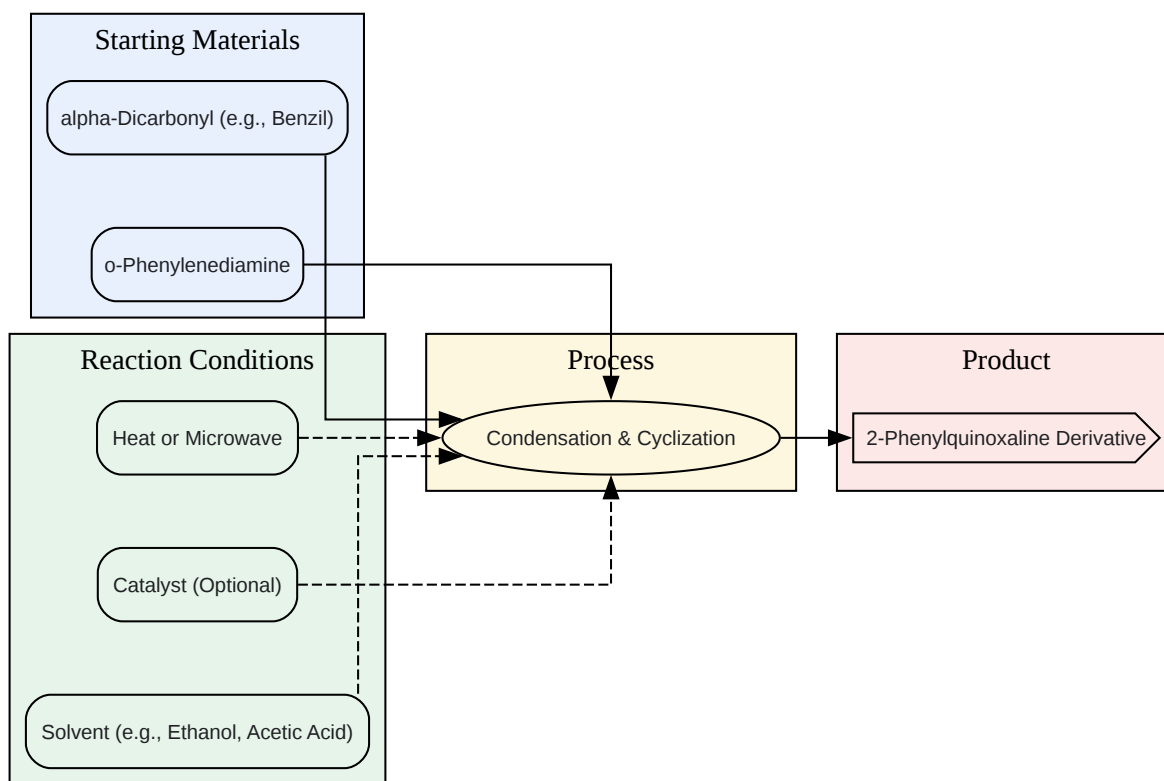 Starting Materials
alpha-Dicarbonyl (e.g., Benzil)
o-Phenylenediamine
Reaction Conditions
Heat or Microwave
Catalyst (Optional)
Solvent (e.g., Ethanol, Acetic Acid)
Process
Condensation & Cyclization
Product
2-Phenylquinoxaline Derivative